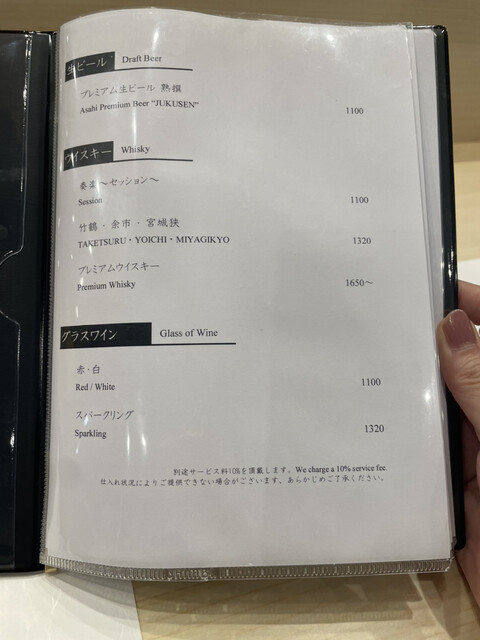 生ビール Draft Beer
プレミアム生ビール 熟撰
Asahi Premium Beer "JUKUSEN" 1100
ウイスキー Whisky
奏楽〜セッション〜
Session 1100
竹鶴・余市・宮城峡
TAKETSURU・YOICHI・MIYAGIKYO 1320
プレミアムウイスキー
Premium Whisky 1650〜
グラスワイン Glass of Wine
赤・白
Red / White 1100
スパークリング
Sparkling 1320
別途サービス料10%を頂戴します。We charge a 10% service fee.
仕入れ状況によりご提供できない場合がございます、あらかじめご了承ください。